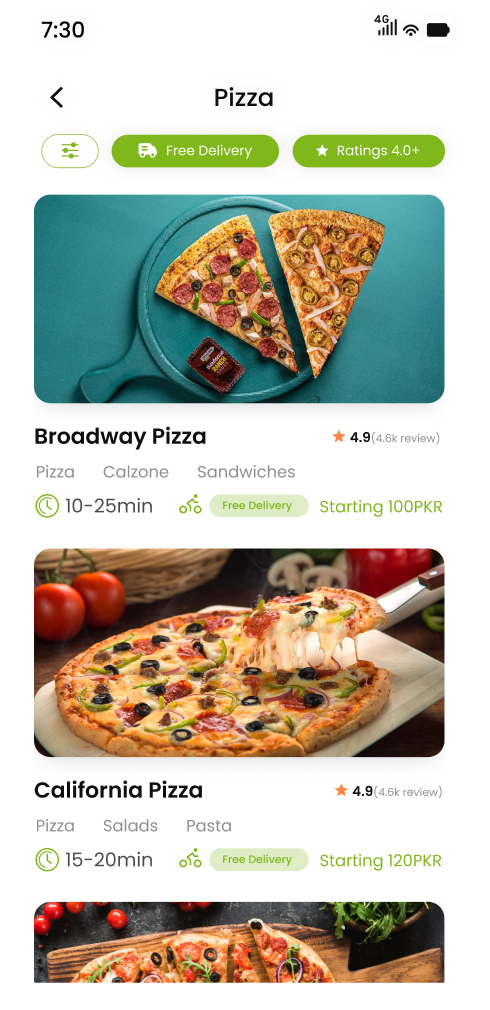 7:30
4G
Pizza
Free Delivery
Ratings 4.0+
Broadway Pizza
4.9(4.6k review)
Pizza Calzone Sandwiches
10-25min Free Delivery Starting 100PKR
California Pizza
4.9(4.6k review)
Pizza Salads Pasta
15-20min Free Delivery Starting 120PKR